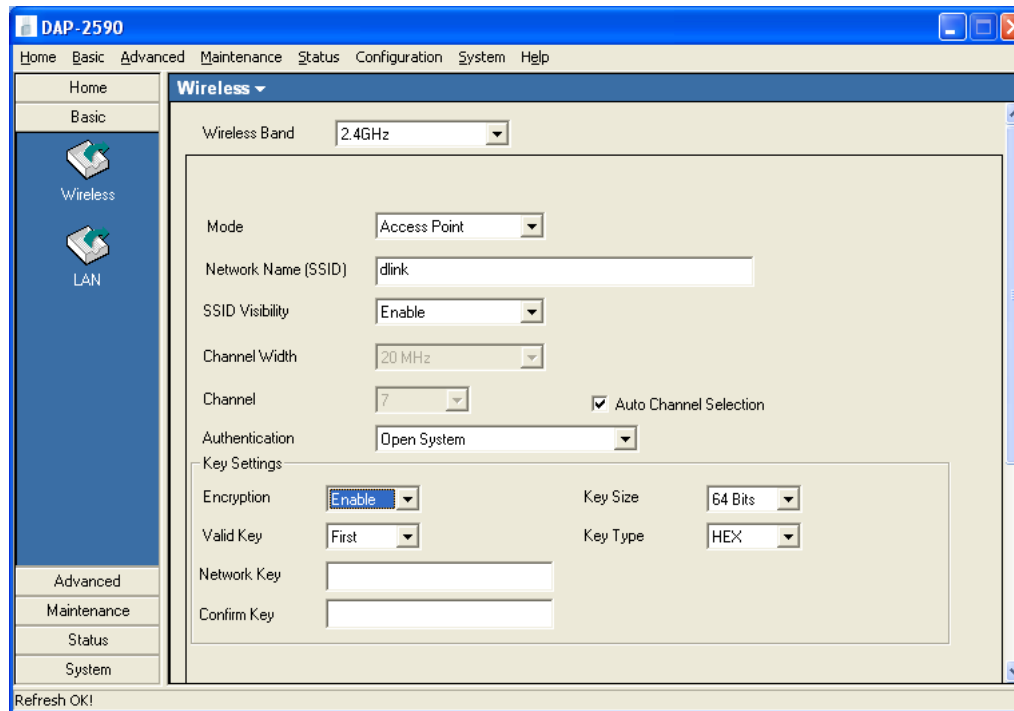 DAP-2590
Home Basic Advanced Maintenance Status Configuration System Help
Home
Basic
Wireless
LAN
Advanced
Maintenance
Status
System
Wireless
Wireless Band 2.4GHz
Mode Access Point
Network Name (SSID) dlink
SSID Visibility Enable
Channel Width 20 MHz
Channel 7 Auto Channel Selection
Authentication Open System
Key Settings
Encryption Enable Key Size 64 Bits
Valid Key First Key Type HEX
Network Key
Confirm Key
Refresh OK!